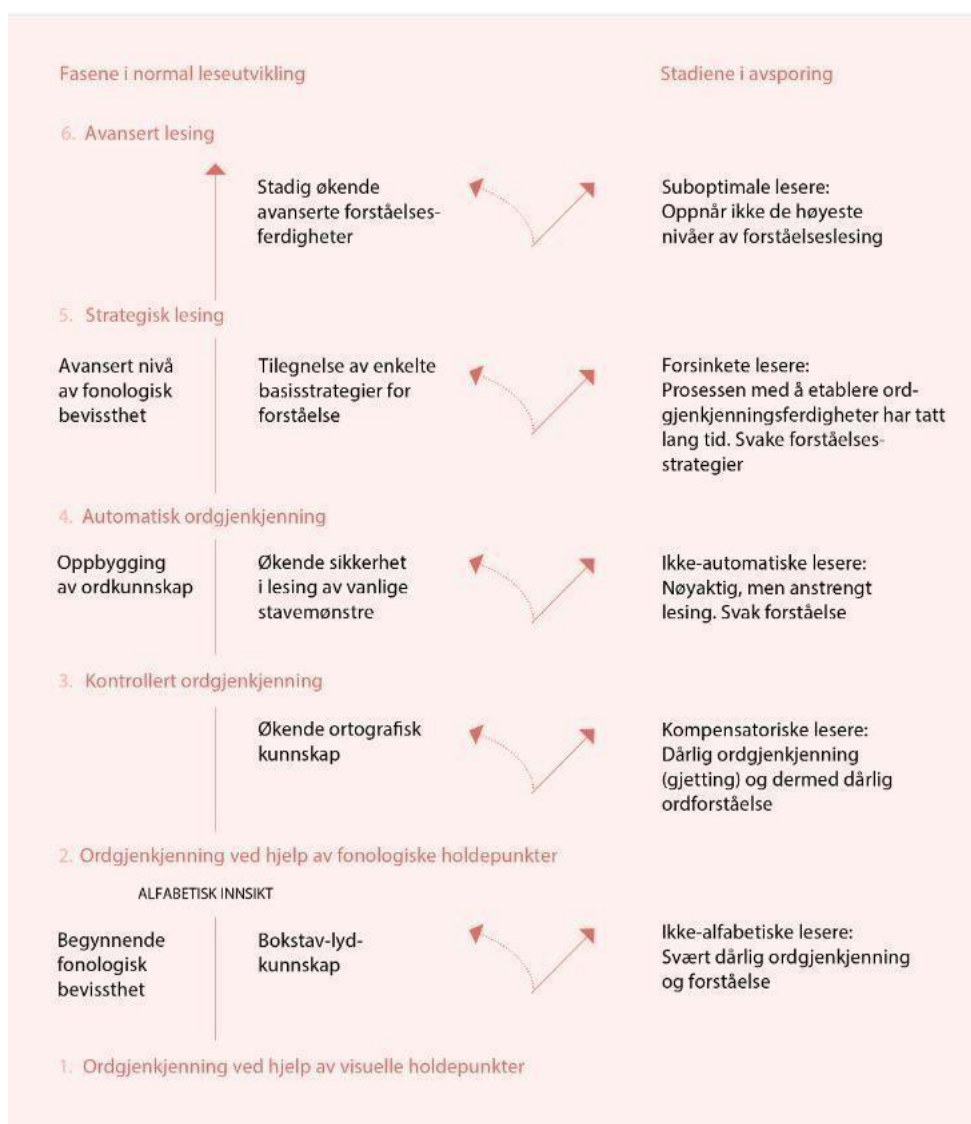 Fasene i normal leseutvikling
Stadiene i avsporing
6. Avansert lesing
Stadig økende
avanserte forståelses-
ferdigheter
Suboptimale lesere:
Oppnår ikke de høyeste
nivåer av forståelseslesing
5. Strategisk lesing
Avansert nivå
av fonologisk
bevissthet
Tilegnelse av enkelte
basisstrategier for
forståelse
Forsinkete lesere:
Prosessen med å etablere ord-
gjenkjenningsferdigheter har tatt
lang tid. Svake forståelses-
strategier
4. Automatisk ordgjenkjenning
Oppbygging
av ordkunnskap
Økende sikkerhet
i lesing av vanlige
stavemønstre
Ikke-automatiske lesere:
Nøyaktig, men anstrengt
lesing. Svak forståelse
3. Kontrollert ordgjenkjenning
Økende ortografisk
kunnskap
Kompensatoriske lesere:
Dårlig ordgjenkjenning
(gjetting) og dermed dårlig
ordforståelse
2. Ordgjenkjenning ved hjelp av fonologiske holdepunkter
ALFABETISK INNSIKT
Begynnende
fonologisk
bevissthet
Bokstav-lyd-
kunnskap
Ikke-alfabetiske lesere:
Svært dårlig ordgjenkjenning
og forståelse
1. Ordgjenkjenning ved hjelp av visuelle holdepunkter